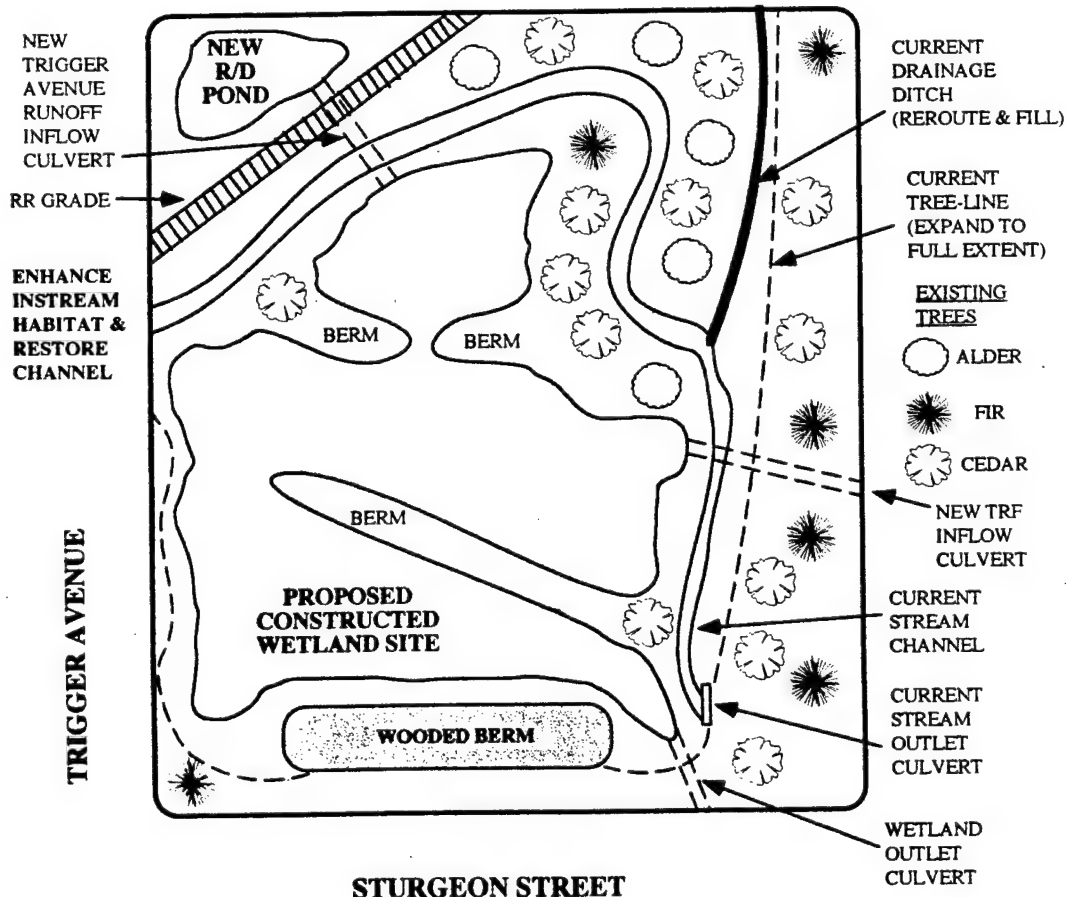 NEW
TRIGGER
AVENUE
RUNOFF
INFLOW
CULVERT
RR GRADE
ENHANCE
INSTREAM
HABITAT &
RESTORE
CHANNEL
TRIGGER AVENUE
NEW
R/D
POND
BERM
BERM
BERM
PROPOSED
CONSTRUCTED
WETLAND SITE
WOODED BERM
CURRENT
DRAINAGE
DITCH
(REROUTE & FILL)
CURRENT
TREE-LINE
(EXPAND TO
FULL EXTENT)
EXISTING
TREES
ALDER
FIR
CEDAR
NEW TRF
INFLOW
CULVERT
CURRENT
STREAM
CHANNEL
CURRENT
STREAM
OUTLET
CULVERT
WETLAND
OUTLET
CULVERT
STURGEON STREET